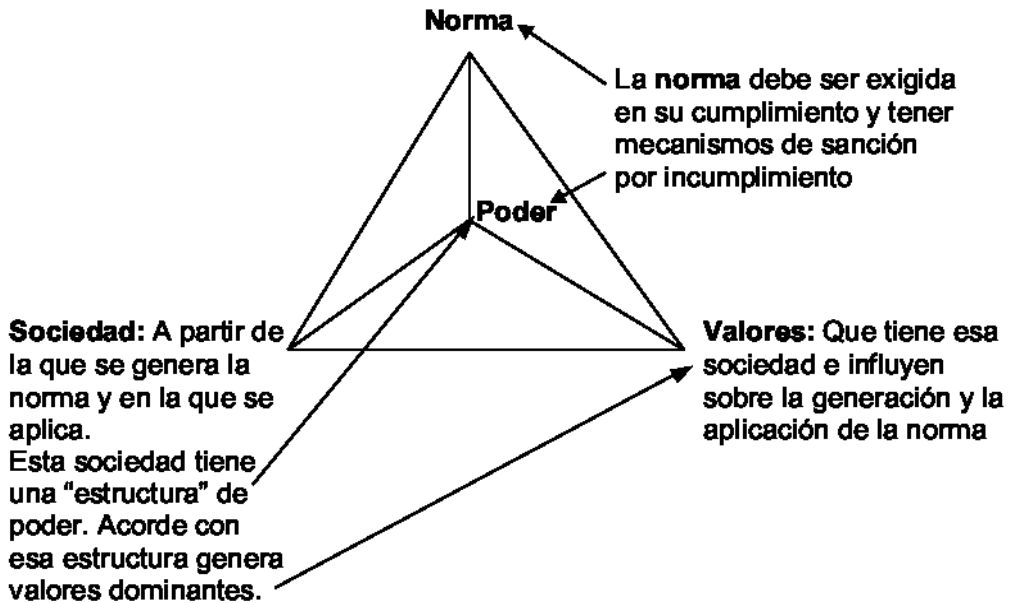 Norma
La norma debe ser exigida
en su cumplimiento y tener
mecanismos de sanción
por incumplimiento
Poder
Sociedad: A partir de
la que se genera la
norma y en la que se
aplica.
Esta sociedad tiene
una “estructura” de
poder. Acorde con
esa estructura genera
valores dominantes.
Valores: Que tiene esa
sociedad e influyen
sobre la generación y la
aplicación de la norma